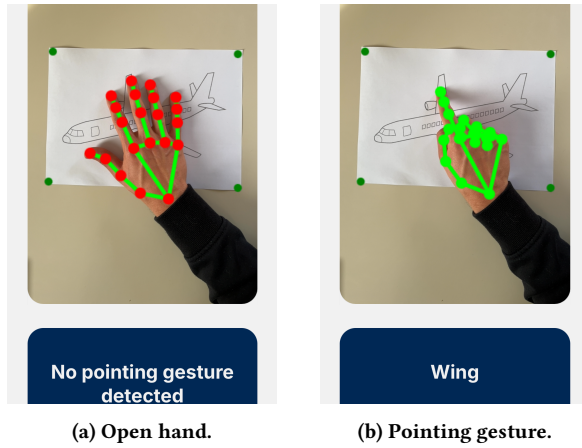 No pointing gesture
detected
Wing
(a) Open hand.
(b) Pointing gesture.